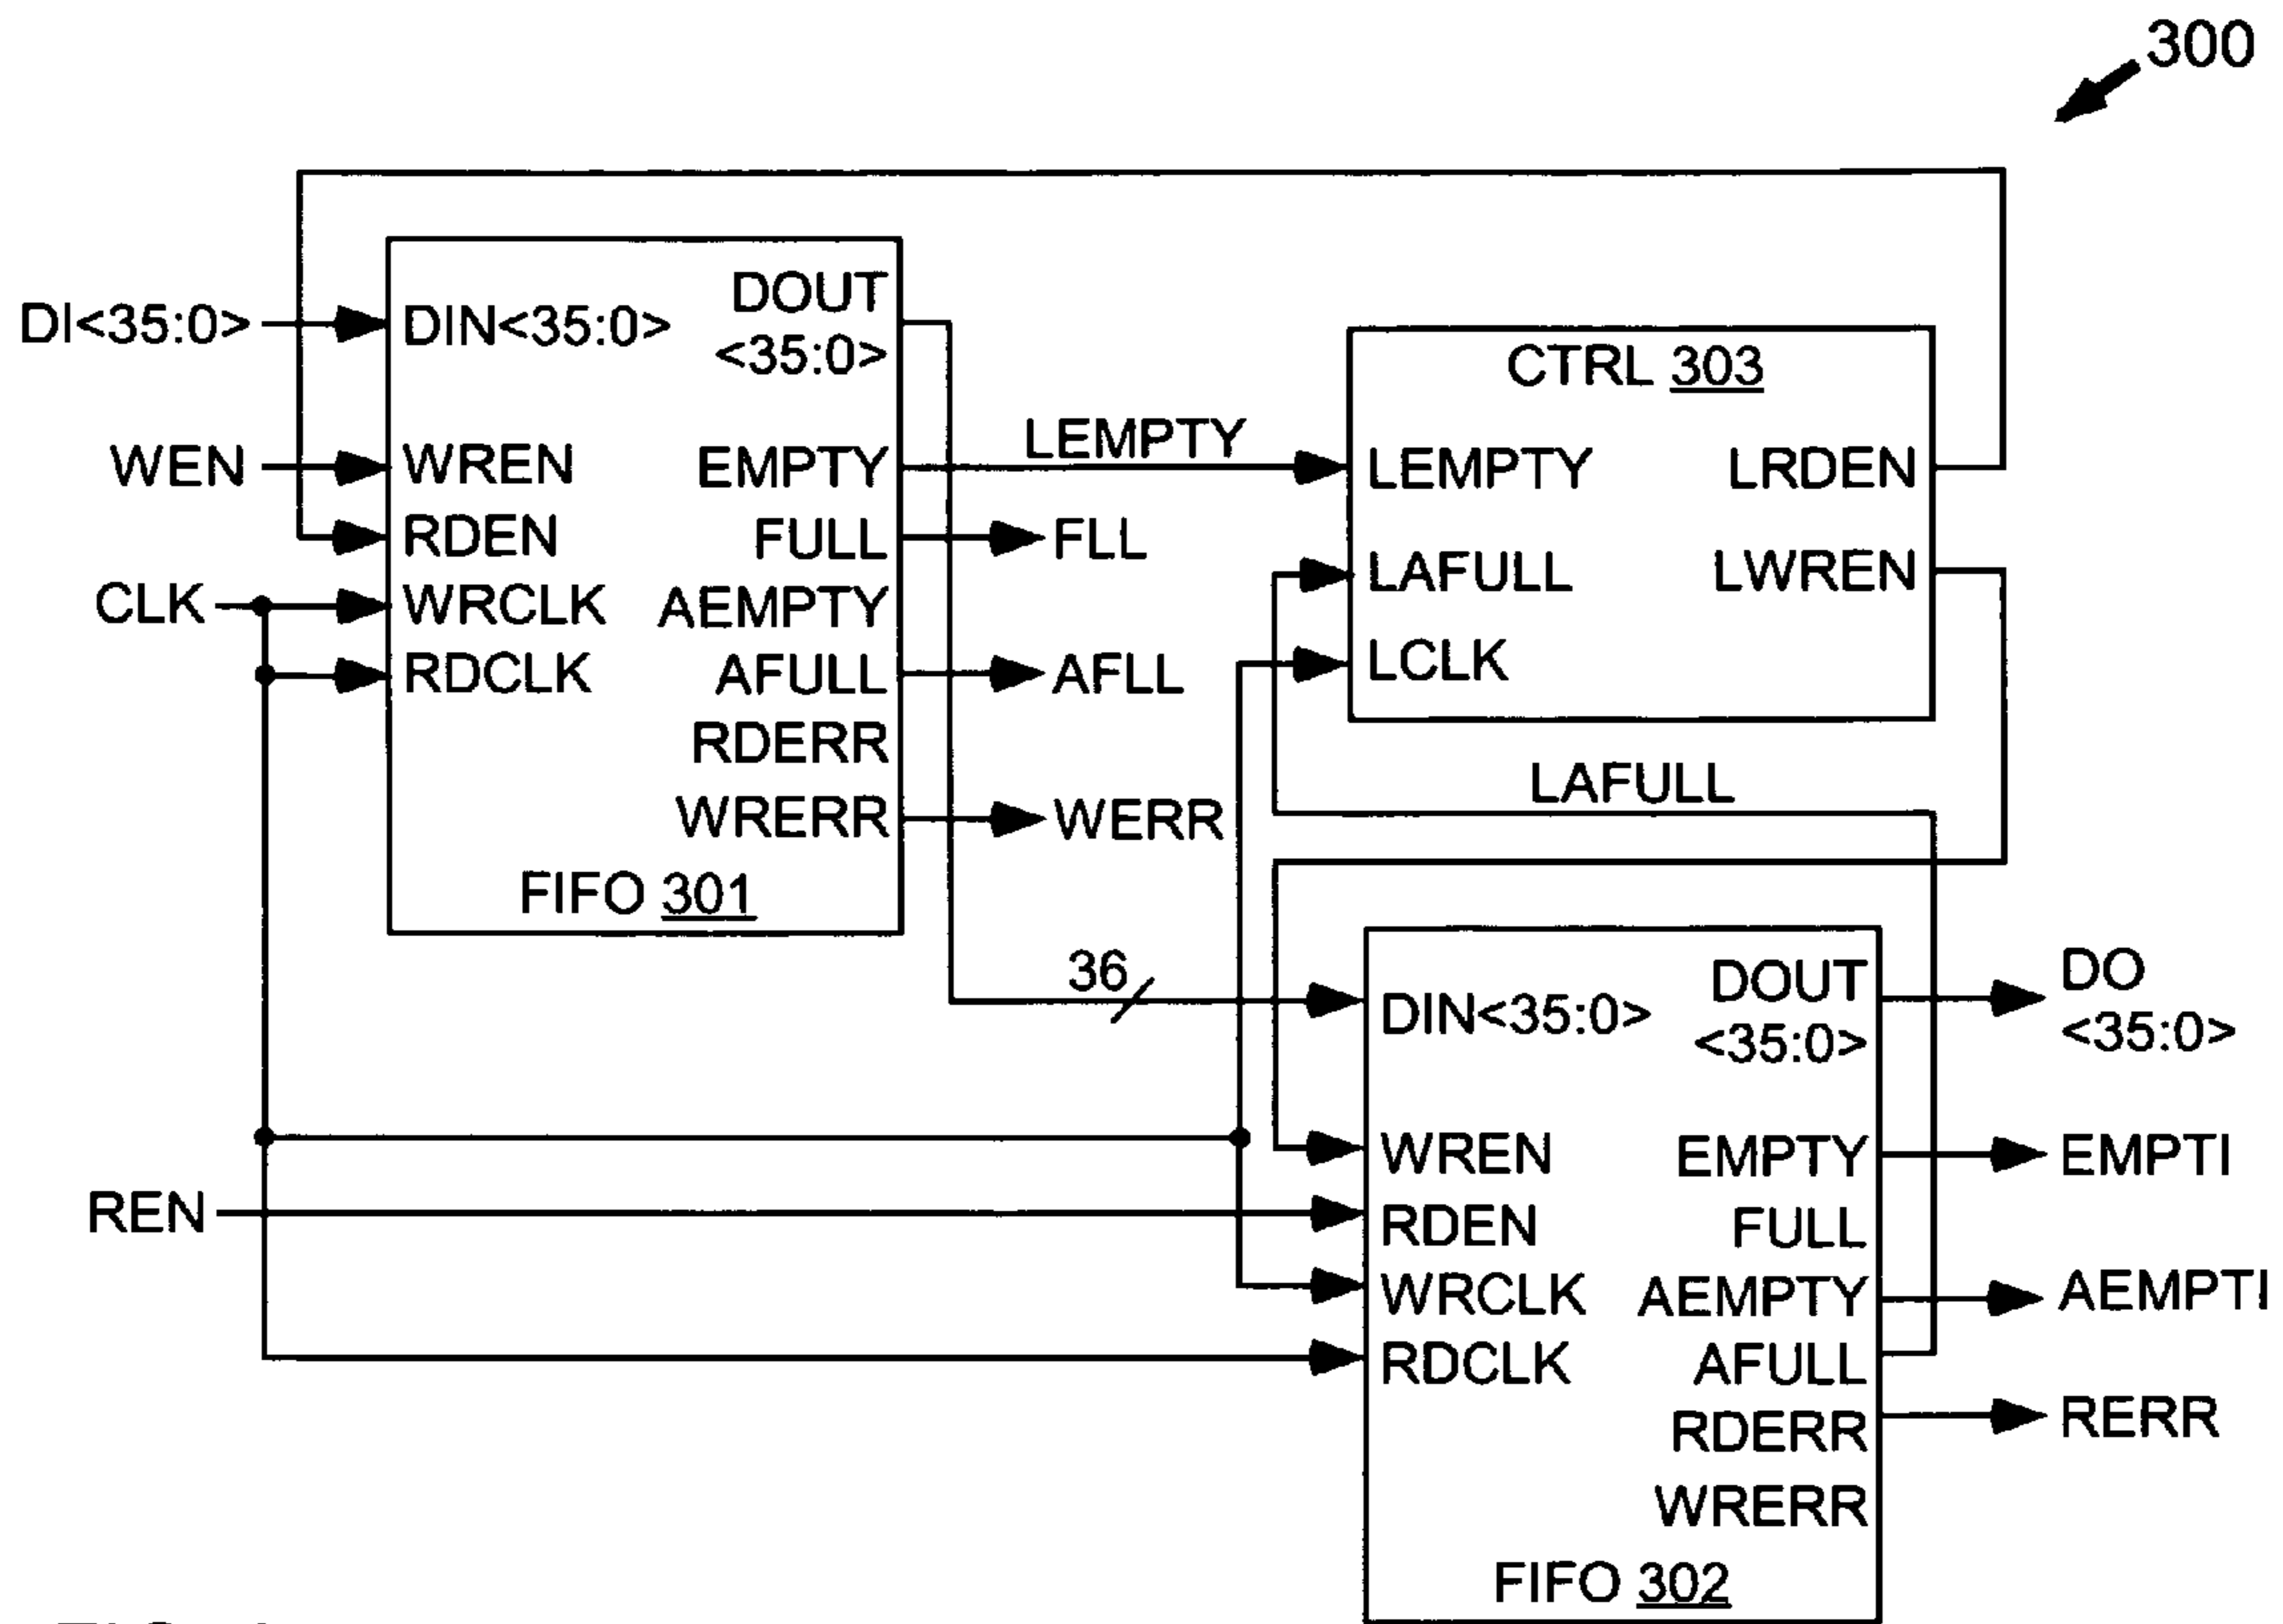 300
DI<35:0>
WEN
CLK
REN
DIN<35:0>
WREN
RDEN
WRCLK
RDCLK
DOUT
<35:0>
EMPTY
FULL
AEMPTY
AFULL
RDERR
WRERR
FIFO 301
LEMPTY
FLL
AFLL
WERR
CTRL 303
LEMPTY
LAFULL
LCLK
LRDEN
LWREN
LAFULL
36
DIN<35:0>
WREN
RDEN
WRCLK
RDCLK
DOUT
<35:0>
EMPTY
FULL
AEMPTY
AFULL
RDERR
WRERR
FIFO 302
DO
<35:0>
EMPTI
AEMPTI
RERR